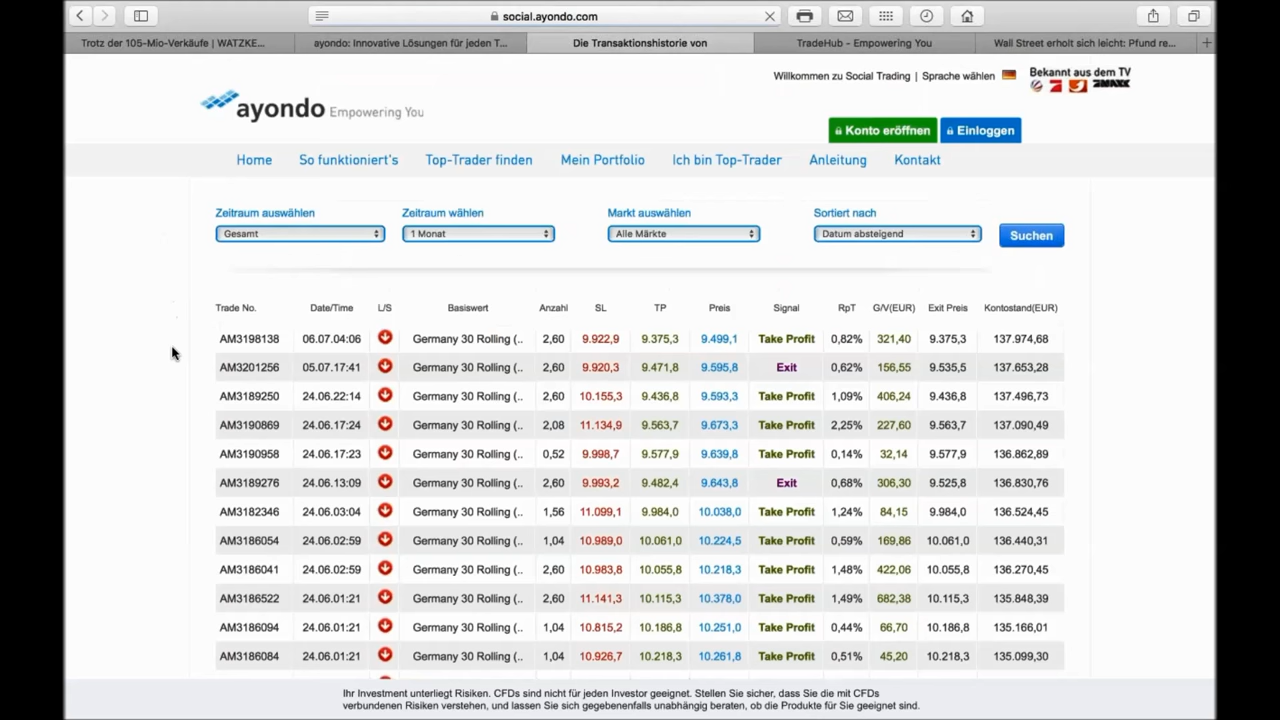 social.ayondo.com
Trotz der 105-Mio-Verkäufe | WATZKE... ayondo: Innovative Lösungen für jeden T... Die Transaktionshistorie von TradeHub - Empowering You Wall Street erholt sich leicht: Pfund re...
Willkommen zu Social Trading | Sprache wählen Bekannt aus dem TV
ayondo Empowering You
Konto eröffnen Einloggen
Home So funktioniert's Top-Trader finden Mein Portfolio Ich bin Top-Trader Anleitung Kontakt
Zeitraum auswählen Zeitraum wählen Markt auswählen Sortiert nach
Gesamt 1 Monat Alle Märkte Datum absteigend Suchen
Trade No. Date/Time L/S Basiswert Anzahl SL TP Preis Signal RpT G/V(EUR) Exit Preis Kontostand(EUR)
AM3198138 06.07.04:06 Germany 30 Rolling (.. 2,60 9.922,9 9.375,3 9.499,1 Take Profit 0,82% 321,40 9.375,3 137.974,68
AM3201256 05.07.17:41 Germany 30 Rolling (.. 2,60 9.920,3 9.471,8 9.595,8 Exit 0,62% 156,55 9.535,5 137.653,28
AM3189250 24.06.22:14 Germany 30 Rolling (.. 2,60 10.155,3 9.436,8 9.593,3 Take Profit 1,09% 406,24 9.436,8 137.496,73
AM3190869 24.06.17:24 Germany 30 Rolling (.. 2,08 11.134,9 9.563,7 9.673,3 Take Profit 2,25% 227,60 9.563,7 137.090,49
AM3190958 24.06.17:23 Germany 30 Rolling (.. 0,52 9.998,7 9.577,9 9.639,8 Take Profit 0,14% 32,14 9.577,9 136.862,89
AM3189276 24.06.13:09 Germany 30 Rolling (.. 2,60 9.993,2 9.482,4 9.643,8 Exit 0,68% 306,30 9.525,8 136.830,76
AM3182346 24.06.03:04 Germany 30 Rolling (.. 1,56 11.099,1 9.984,0 10.038,0 Take Profit 1,24% 84,15 9.984,0 136.524,45
AM3186054 24.06.02:59 Germany 30 Rolling (.. 1,04 10.989,0 10.061,0 10.224,5 Take Profit 0,59% 169,86 10.061,0 136.440,31
AM3186041 24.06.02:59 Germany 30 Rolling (.. 2,60 10.983,8 10.055,8 10.218,3 Take Profit 1,48% 422,06 10.055,8 136.270,45
AM3186522 24.06.01:21 Germany 30 Rolling (.. 2,60 11.141,3 10.115,3 10.378,0 Take Profit 1,49% 682,38 10.115,3 135.848,39
AM3186094 24.06.01:21 Germany 30 Rolling (.. 1,04 10.815,2 10.186,8 10.251,0 Take Profit 0,44% 66,70 10.186,8 135.166,01
AM3186084 24.06.01:21 Germany 30 Rolling (.. 1,04 10.926,7 10.218,3 10.261,8 Take Profit 0,51% 45,20 10.218,3 135.099,30
Ihr Investment unterliegt Risiken. CFDs sind nicht für jeden Investor geeignet. Stellen Sie sicher, dass Sie die mit CFDs
verbundenen Risiken verstehen, und lassen Sie sich gegebenenfalls unabhängig beraten, ob die Produkte für Sie geeignet sind.